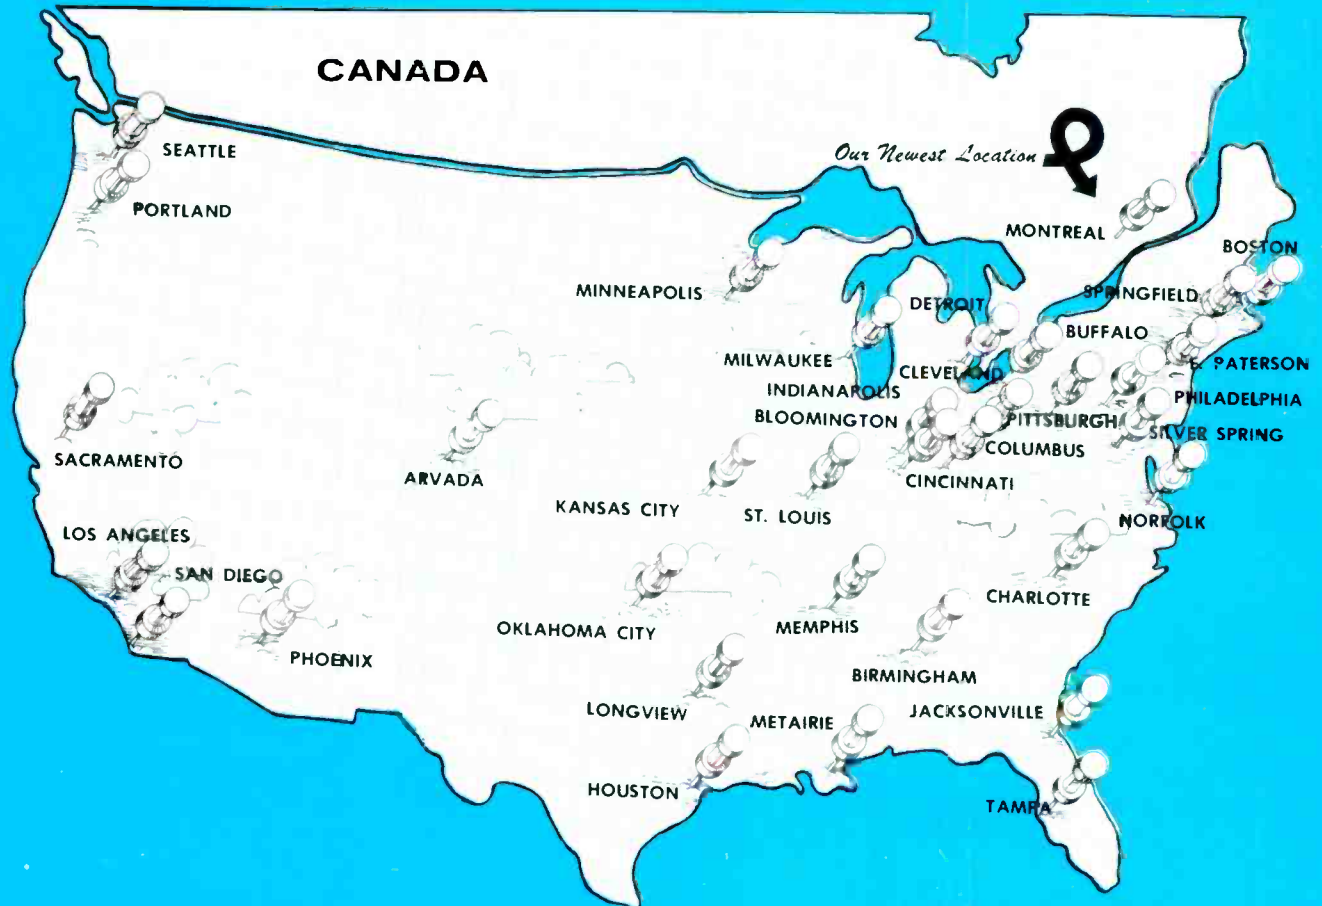 CANADA
SEATTLE
PORTLAND
Our Newest Location
MONTREAL
BOSTON
MINNEAPOLIS
SPRINGFIELD
DETROIT
BUFFALO
MILWAUKEE
CLEVELAND
E. PATERSON
INDIANAPOLIS
PHILADELPHIA
BLOOMINGTON
PITTSBURGH
SILVER SPRING
COLUMBUS
SACRAMENTO
ARVADA
CINCINNATI
KANSAS CITY
ST. LOUIS
NORFOLK
LOS ANGELES
SAN DIEGO
CHARLOTTE
OKLAHOMA CITY
MEMPHIS
PHOENIX
BIRMINGHAM
LONGVIEW
METAIRIE
JACKSONVILLE
HOUSTON
TAMPA